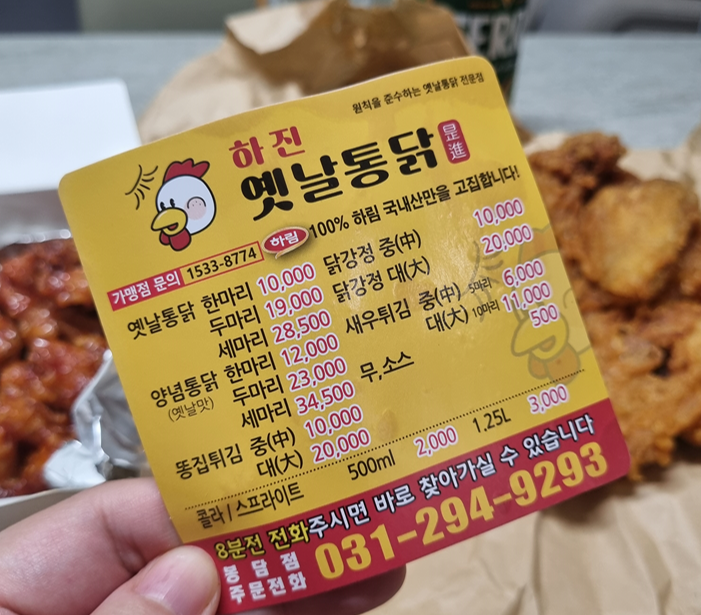 원칙을 준수하는 옛날통닭 전문점
하진
옛날통닭 是進
하림 100% 하림 국내산만을 고집합니다!
가맹점 문의 1533-8774
옛날통닭 한마리 10,000
두마리 19,000
세마리 28,500
양념통닭 한마리 12,000
(옛날맛) 두마리 23,000
세마리 34,500
똥집튀김 중(中) 10,000
대(大) 20,000
닭강정 중(中) 10,000
닭강정 대(大) 20,000
새우튀김 중(中) 5마리 6,000
대(大) 10마리 11,000
무,소스 500
콜라 / 스프라이트 500ml 2,000 1.25L 3,000
8분전 전화주시면 바로 찾아가실 수 있습니다
봉담점
주문전화 031-294-9293